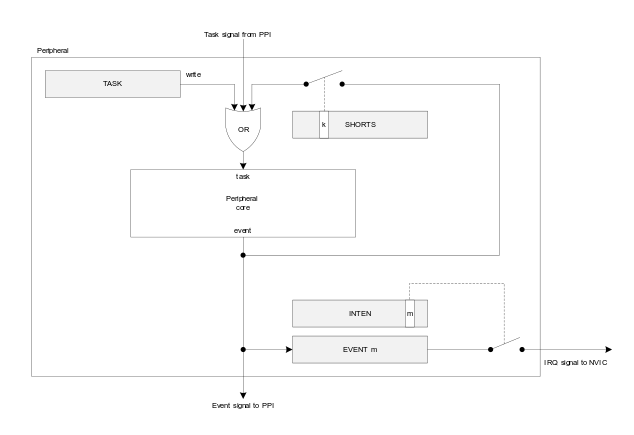 Task signal from PPI
Peripheral
write
TASK
k
SHORTS
OR
task
Peripheral
core
event
INTEN
m
EVENT m
IRQ signal to NVIC
Event signal to PPI